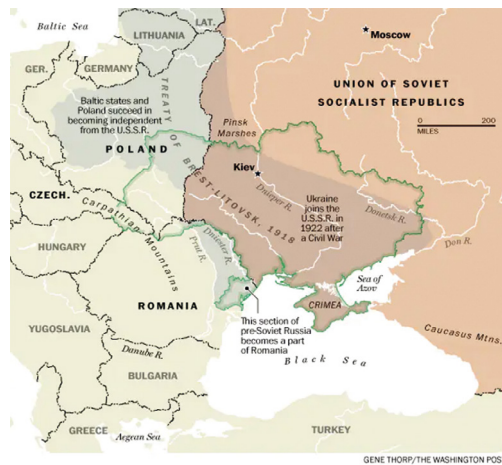 Baltic Sea
LAT.
LITHUANIA
Moscow
GER.
GERMANY
UNION OF SOVIET
SOCIALIST REPUBLICS
Baltic states and
Poland succeed in
becoming independent
from the U.S.S.R.
TREATY OF BREST-LITOVSK, 1918
Pinsk
Marshes
0 200
MILES
POLAND
Kiev
Dnieper R.
Ukraine
joins the
U.S.S.R. in
1922 after
a Civil War
Donetsk R.
Don R.
CZECH.
Carpathian Mountains
HUNGARY
Dniester R.
Prut R.
Sea of
Azov
ROMANIA
CRIMEA
This section of
pre-Soviet Russia
becomes a part
of Romania
Caucasus Mtns.
YUGOSLAVIA
Danube R.
Black Sea
BULGARIA
GREECE
Aegean Sea
TURKEY
GENE THORP/THE WASHINGTON POS